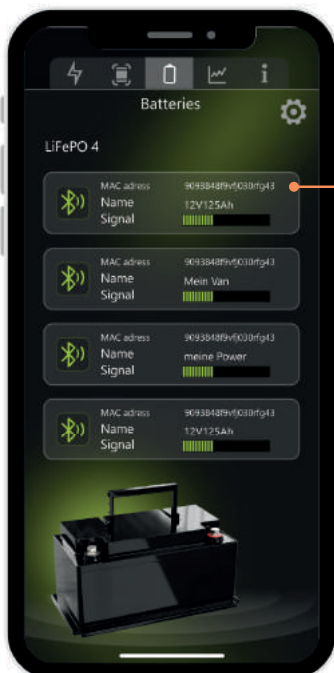 Batteries
LiFePO 4
MAC adress 9093848f9vfj030rfg43
Name 12V125Ah
Signal
MAC adress 9093848f9vfj030rfg43
Name Mein Van
Signal
MAC adress 9093848f9vfj030rfg43
Name meine Power
Signal
MAC adress 9093848f9vfj030rfg43
Name 12V125Ah
Signal